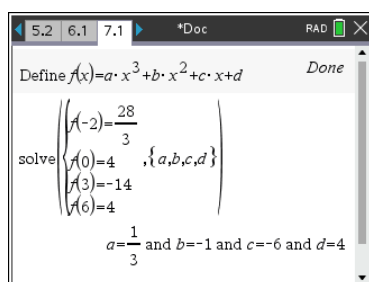 5.2 6.1 7.1 *Doc RAD
Define f(x)=a·x³+b·x²+c·x+d Done
solve({f(-2)=28/3
f(0)=4
f(3)=-14
f(6)=4 ,{a,b,c,d})
a=1/3 and b=-1 and c=-6 and d=4